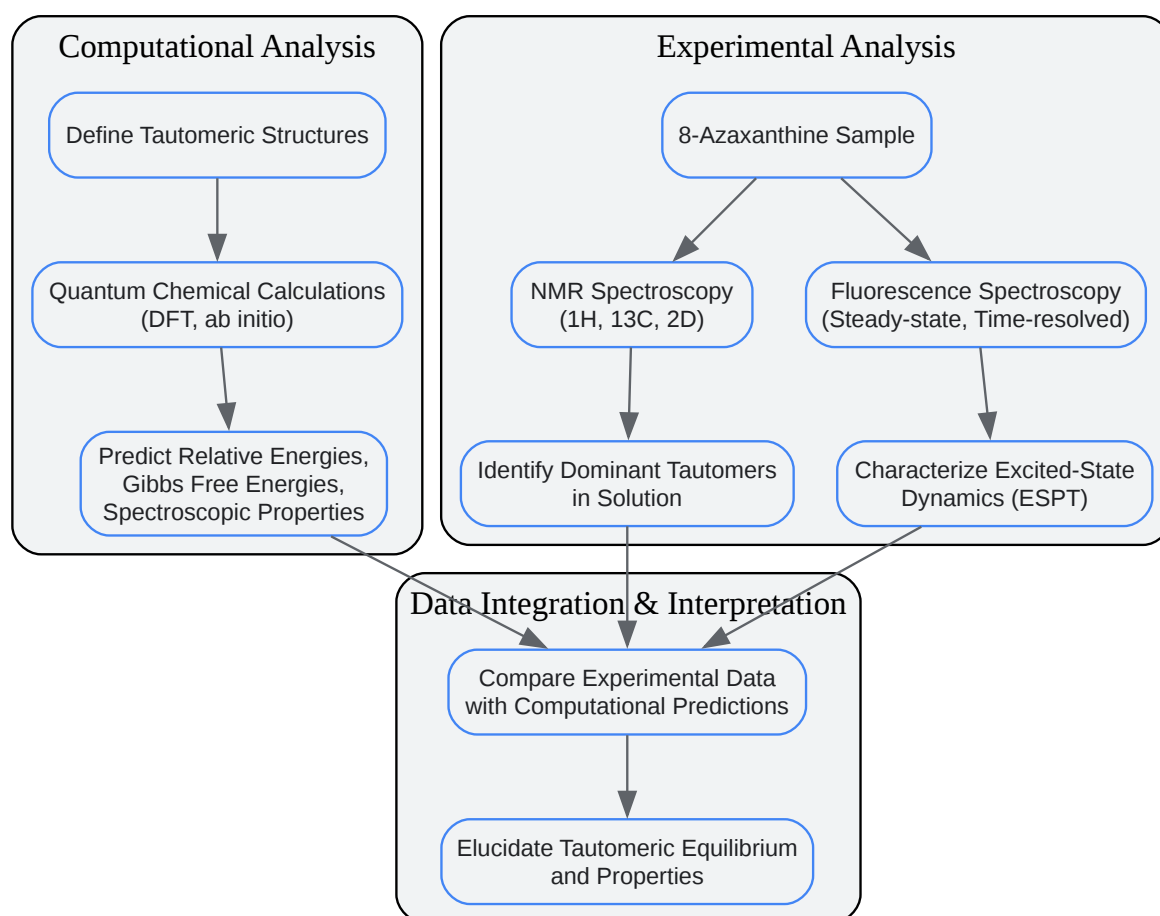 Computational Analysis
Define Tautomeric Structures
Quantum Chemical Calculations
(DFT, ab initio)
Predict Relative Energies,
Gibbs Free Energies,
Spectroscopic Properties
Experimental Analysis
8-Azaxanthine Sample
NMR Spectroscopy
(1H, 13C, 2D)
Fluorescence Spectroscopy
(Steady-state, Time-resolved)
Identify Dominant Tautomers
in Solution
Characterize Excited-State
Dynamics (ESPT)
Data Integration & Interpretation
Compare Experimental Data
with Computational Predictions
Elucidate Tautomeric Equilibrium
and Properties